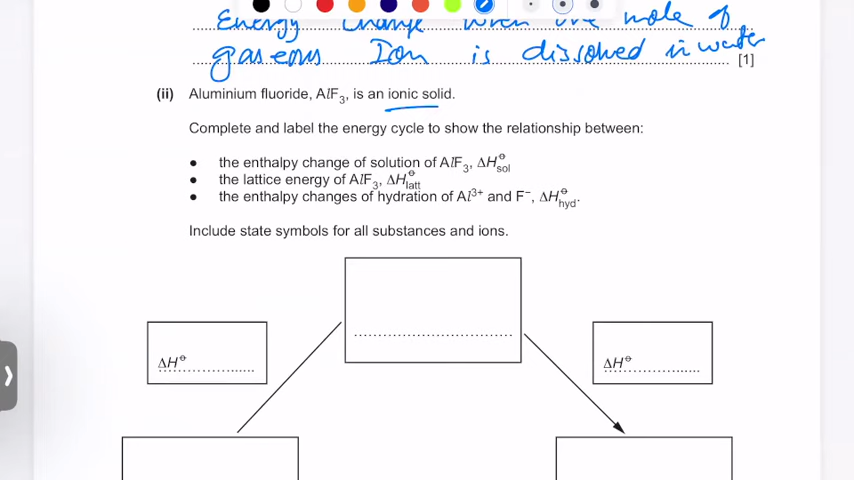 Energy change when one mole of
gaseous Ion is dissolved in water
[1]
(ii) Aluminium fluoride, AlF₃, is an ionic solid.
Complete and label the energy cycle to show the relationship between:
• the enthalpy change of solution of AlF₃, ΔH⦵sol
• the lattice energy of AlF₃, ΔH⦵latt
• the enthalpy changes of hydration of Al³⁺ and F⁻, ΔH⦵hyd.
Include state symbols for all substances and ions.
ΔH⦵
ΔH⦵